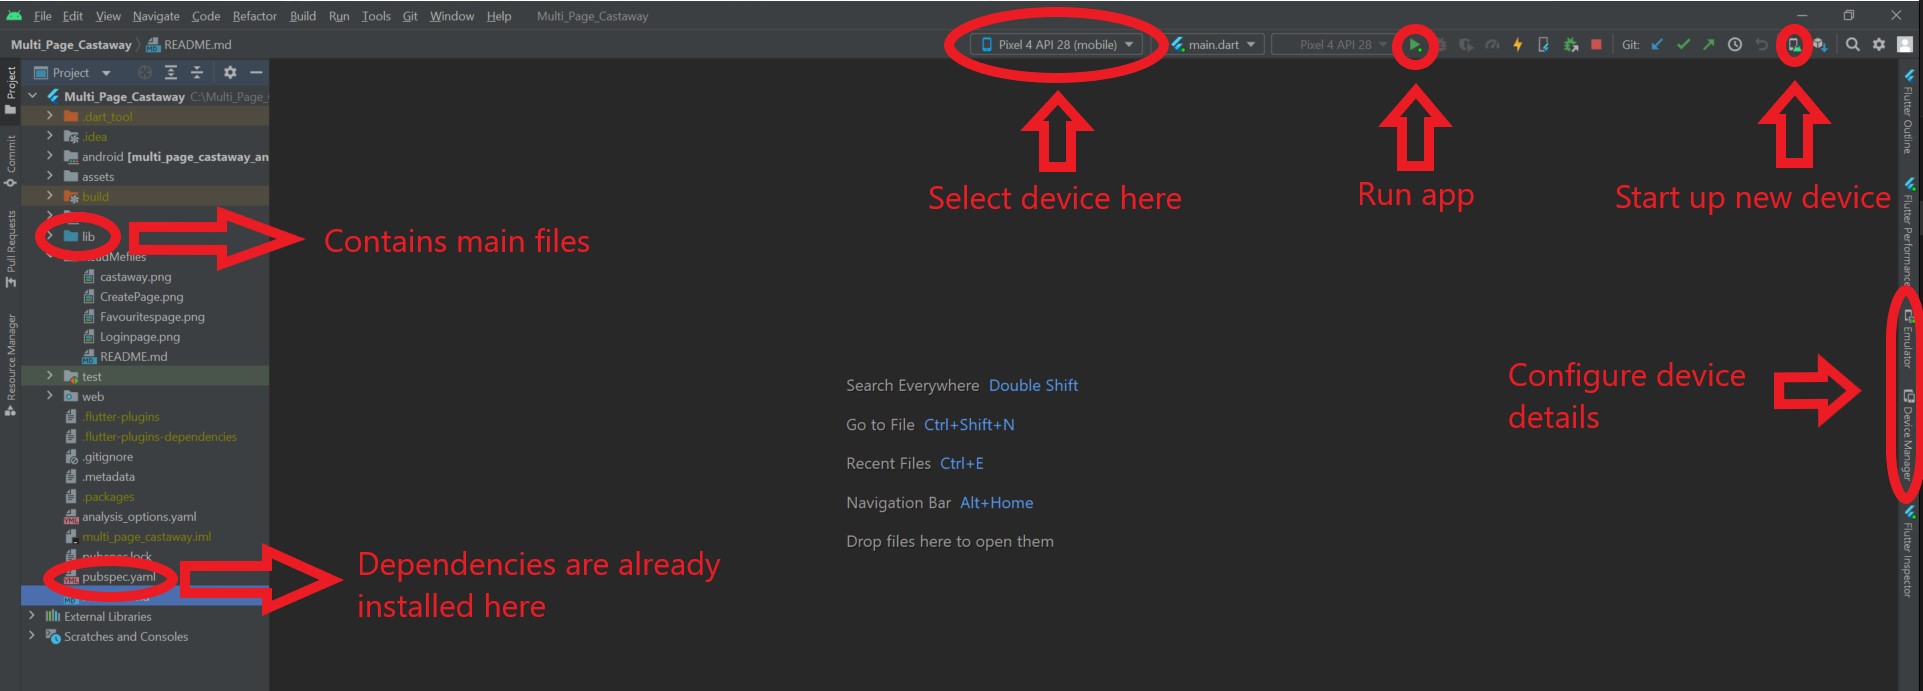 File Edit View Navigate Code Refactor Build Run Tools Git Window Help Multi_Page_Castaway
Multi_Page_Castaway README.md Pixel 4 API 28 (mobile) main.dart Pixel 4 API 28 Git:
Project
Project
Multi_Page_Castaway C:\Multi_Page_
.dart_tool
.idea
android [multi_page_castaway_an
assets
build
lib
castaway.png
CreatePage.png
Favouritespage.png
Loginpage.png
README.md
test
web
.flutter-plugins
.flutter-plugins-dependencies
.gitignore
.metadata
.packages
analysis_options.yaml
multi_page_castaway.iml
pubspec.lock
pubspec.yaml
External Libraries
Scratches and Consoles
Commit
Pull Requests
Resource Manager
Select device here
Run app
Start up new device
Contains main files
Search Everywhere Double Shift
Go to File Ctrl+Shift+N
Recent Files Ctrl+E
Navigation Bar Alt+Home
Drop files here to open them
Configure device
details
Dependencies are already
installed here
Flutter Outline
Flutter Performance
Emulator
Device Manager
Flutter Inspector